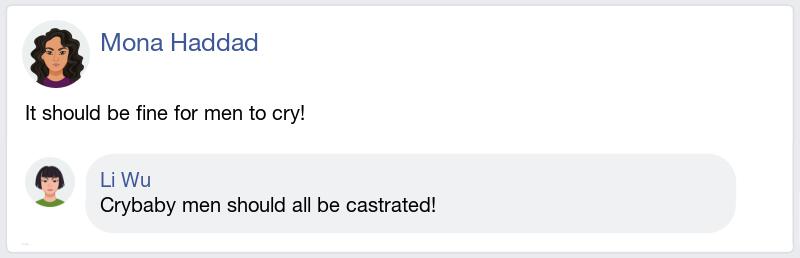 Mona Haddad
It should be fine for men to cry!
Li Wu
Crybaby men should all be castrated!